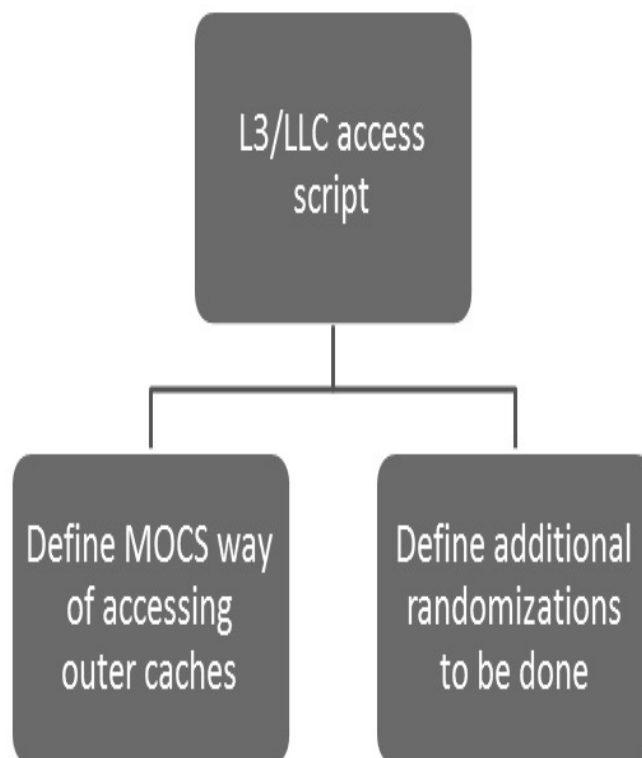 L3/LLC access
script
Define MOCS way
of accessing
outer caches
Define additional
randomizations
to be done